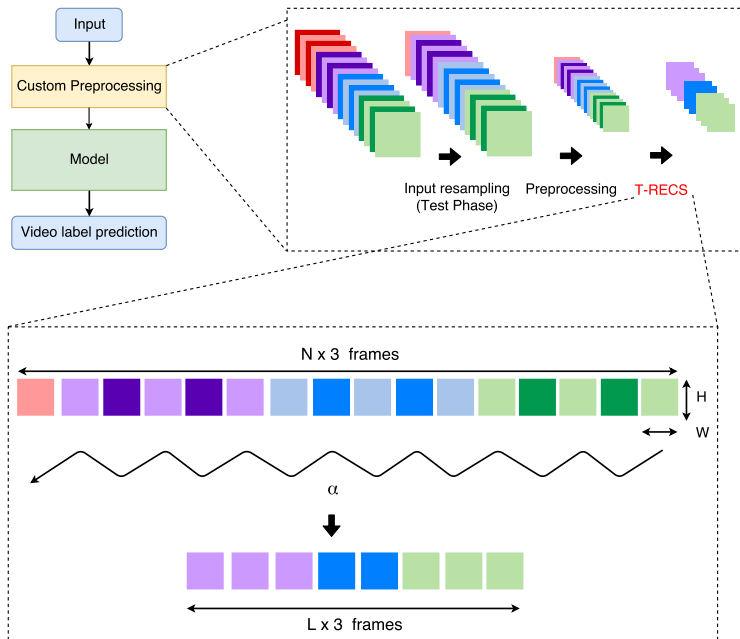 Input
Custom Preprocessing
Model
Video label prediction
Input resampling
(Test Phase)
Preprocessing
T-RECS
N x 3 frames
H
W
α
L x 3 frames